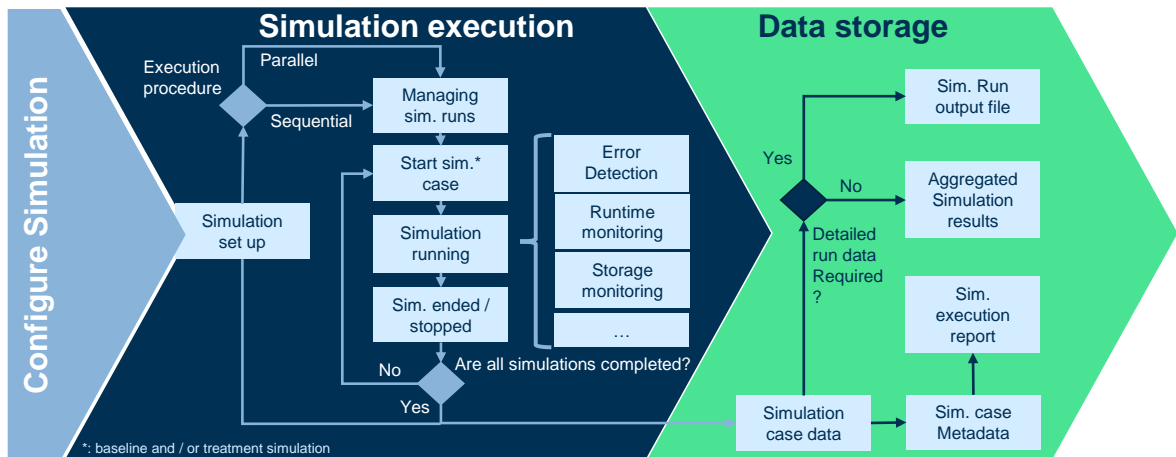 Configure Simulation
Simulation execution
Execution
procedure
Parallel
Sequential
Managing
sim. runs
Start sim.*
case
Simulation
set up
Simulation
running
Sim. ended /
stopped
Error
Detection
Runtime
monitoring
Storage
monitoring
…
Are all simulations completed?
No
Yes
*: baseline and / or treatment simulation
Data storage
Sim. Run
output file
Yes
No
Aggregated
Simulation
results
Detailed
run data
Required
?
Sim.
execution
report
Simulation
case data
Sim. case
Metadata